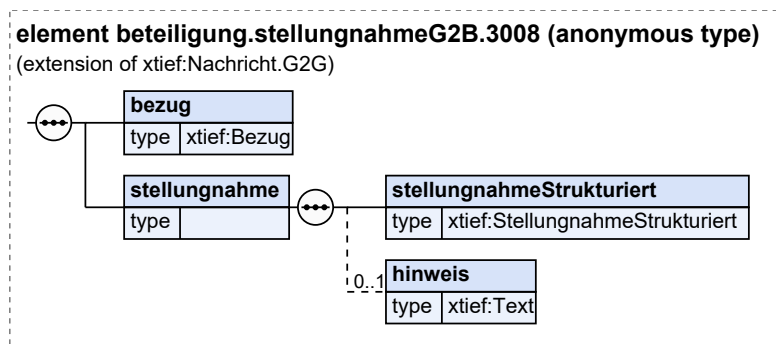 element beteiligung.stellungnahmeG2B.3008 (anonymous type)
(extension of xtief:Nachricht.G2G)
bezug
type xtief:Bezug
stellungnahme
type
stellungnahmeStrukturiert
type xtief:StellungnahmeStrukturiert
0..1
hinweis
type xtief:Text